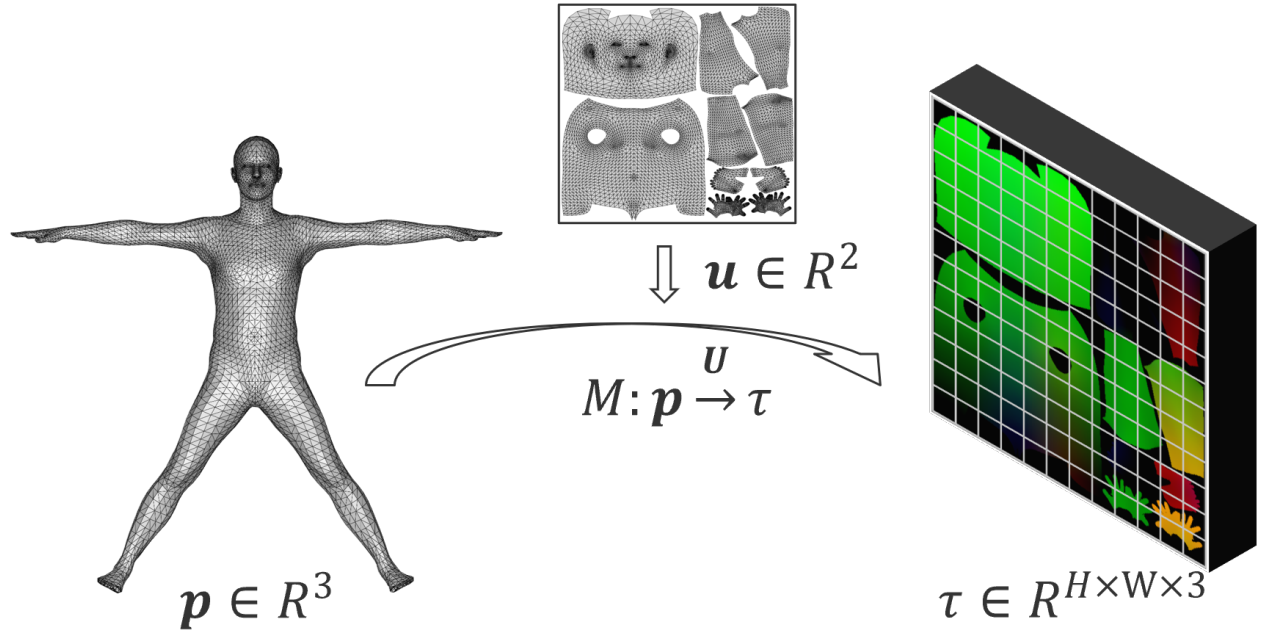 𝒖 ∈ R²
U
M: 𝒑 → τ
𝒑 ∈ R³
τ ∈ R^{H×W×3}